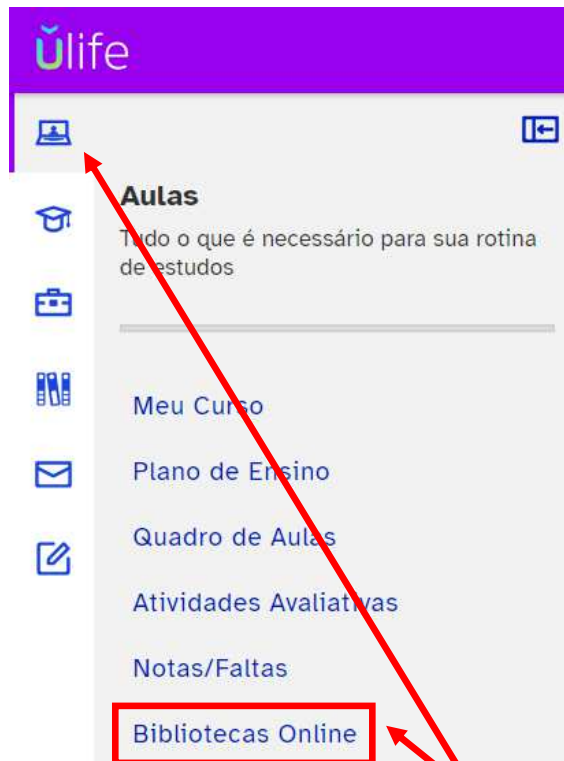 ŭlife
Aulas
Tudo o que é necessário para sua rotina
de estudos
Meu Curso
Plano de Ensino
Quadro de Aulas
Atividades Avaliativas
Notas/Faltas
Bibliotecas Online